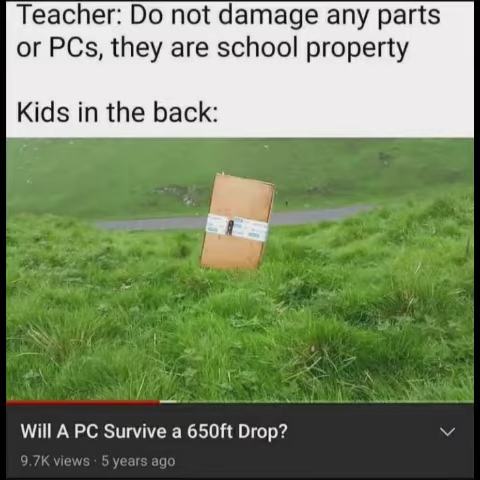 Teacher: Do not damage any parts
or PCs, they are school property
Kids in the back:
Will A PC Survive a 650ft Drop?
9.7K views · 5 years ago